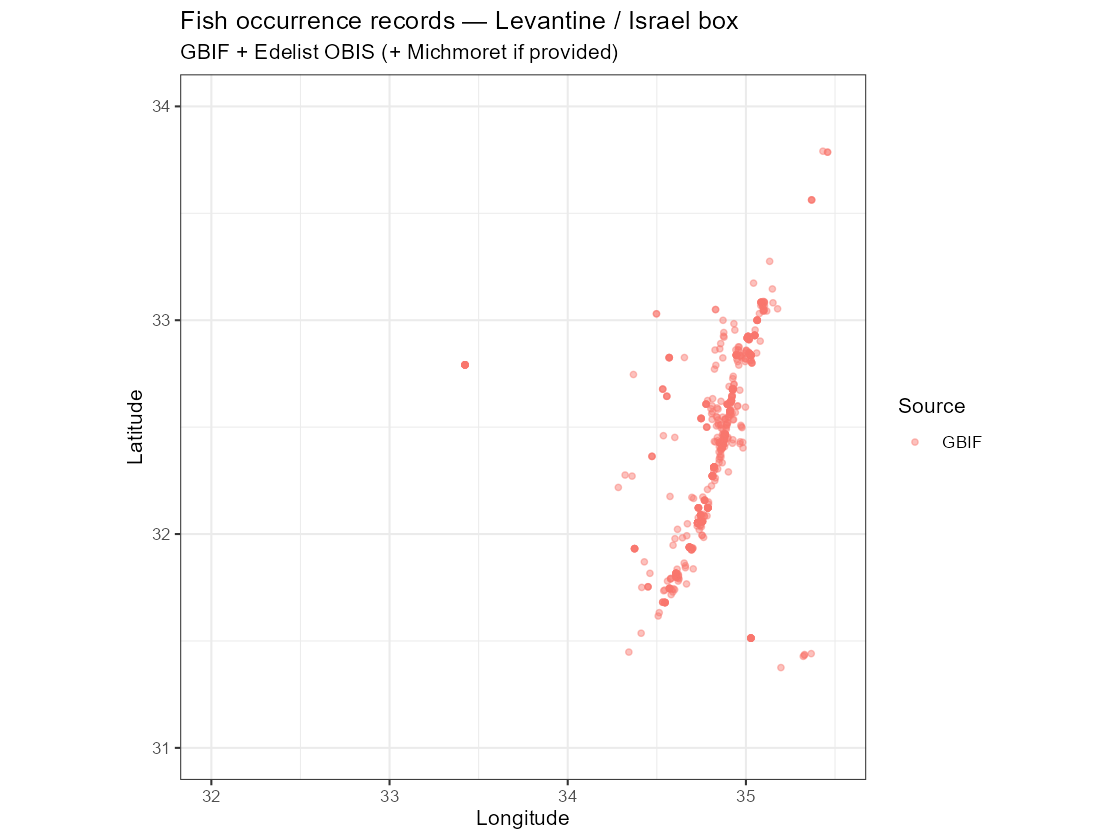 Fish occurrence records — Levantine / Israel box
GBIF + Edelist OBIS (+ Michmoret if provided)
34
33
32
31
Latitude
32
33
34
35
Longitude
Source
GBIF